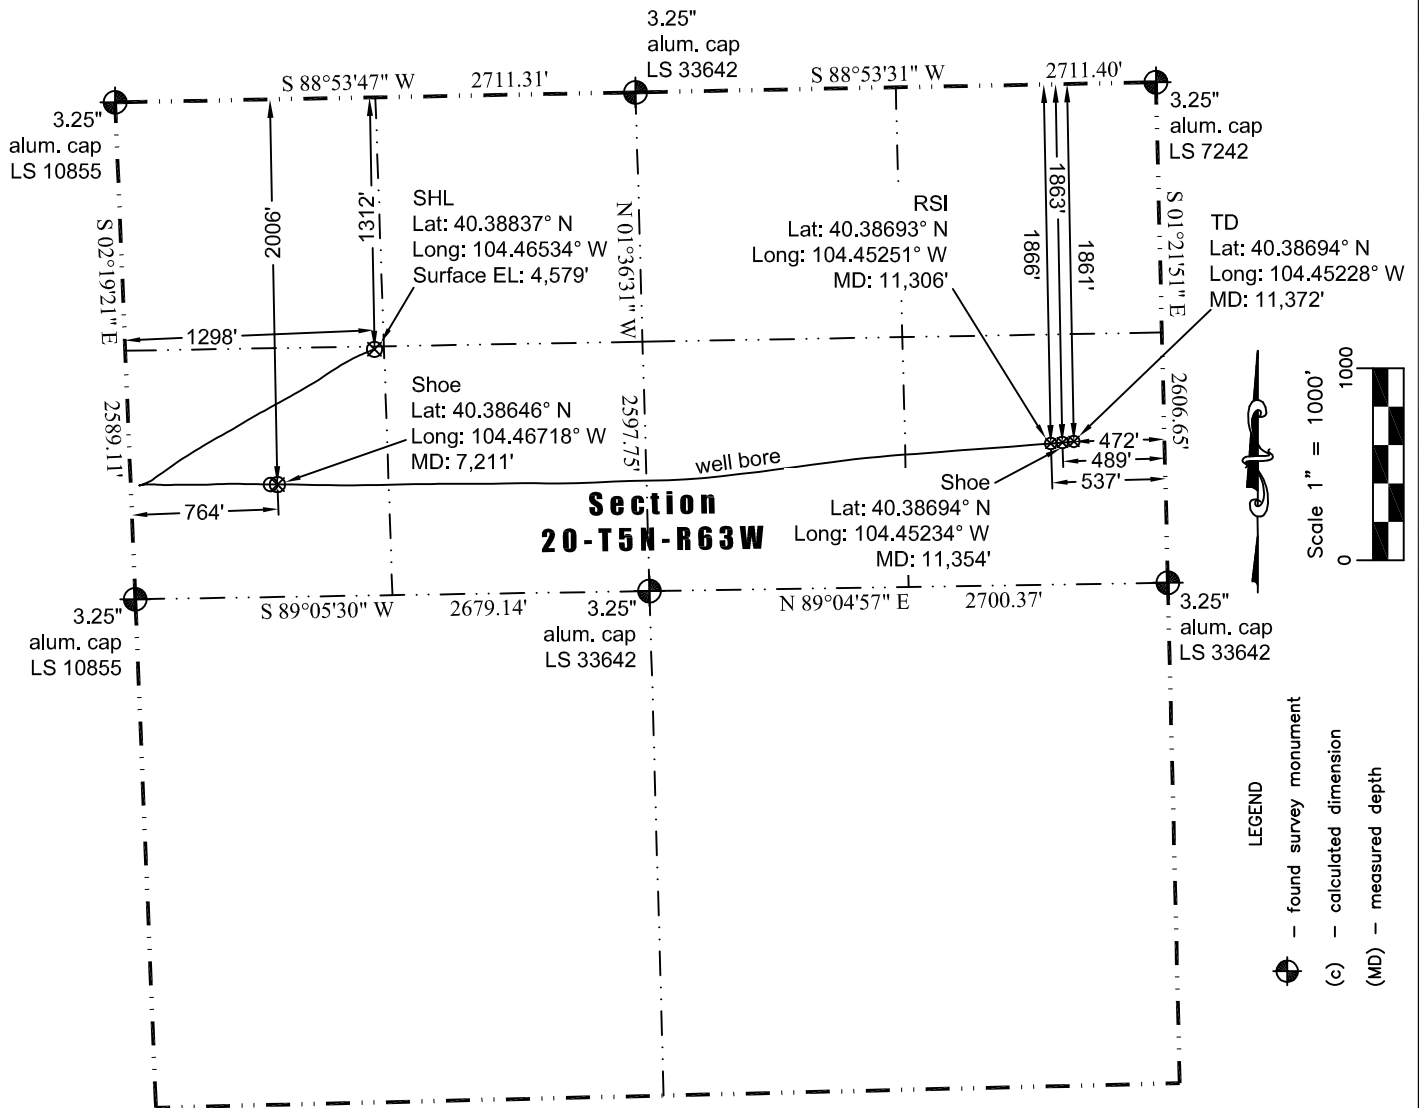 3.25"
alum. cap
LS 33642
S 88°53'47" W
2711.31'
S 88°53'31" W
2711.40'
3.25"
alum. cap
LS 10855
3.25"
alum. cap
LS 7242
S 02°19'21" E
2589.11'
2006'
1312'
SHL
Lat: 40.38837° N
Long: 104.46534° W
Surface EL: 4,579'
N 01°36'31" W
2597.75'
RSI
Lat: 40.38693° N
Long: 104.45251° W
MD: 11,306'
1866'
1863'
1861'
S 01°21'51" E
2606.65'
TD
Lat: 40.38694° N
Long: 104.45228° W
MD: 11,372'
1298'
Shoe
Lat: 40.38646° N
Long: 104.46718° W
MD: 7,211'
764'
well bore
472'
489'
537'
Section
20-T5N-R63W
Shoe
Lat: 40.38694° N
Long: 104.45234° W
MD: 11,354'
Scale 1" = 1000'
0
1000
3.25"
alum. cap
LS 10855
S 89°05'30" W
2679.14'
3.25"
alum. cap
LS 33642
N 89°04'57" E
2700.37'
3.25"
alum. cap
LS 33642
LEGEND
– found survey monument
(c) – calculated dimension
(MD) – measured depth